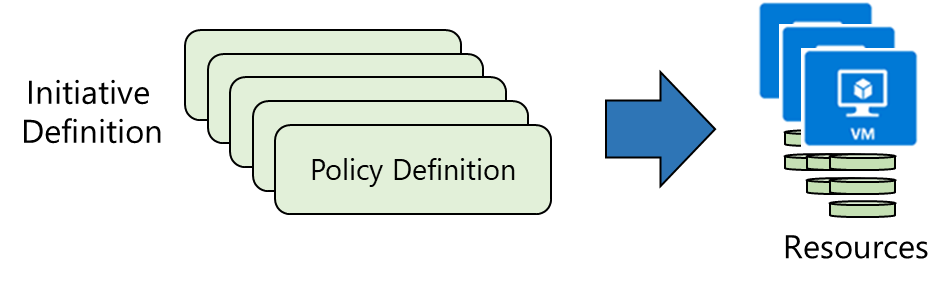 Initiative
Definition
Policy Definition
VM
Resources